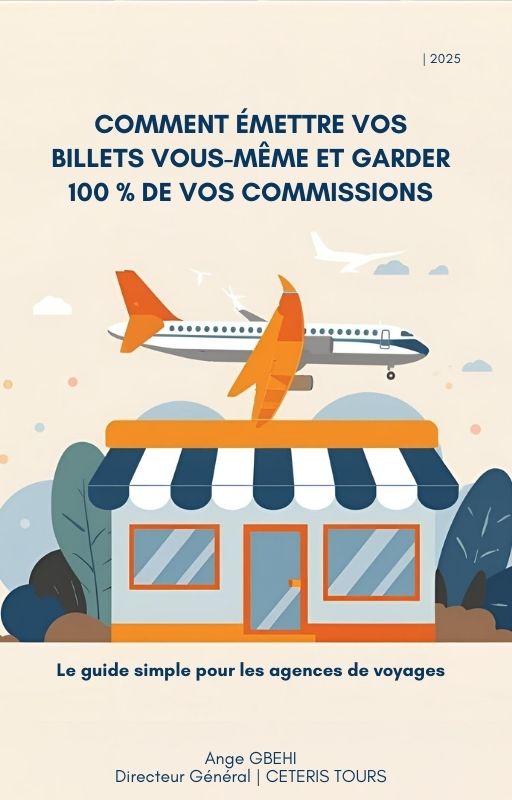 | 2025
COMMENT ÉMETTRE VOS
BILLETS VOUS-MÊME ET GARDER
100 % DE VOS COMMISSIONS
Le guide simple pour les agences de voyages
Ange GBEHI
Directeur Général | CETERIS TOURS